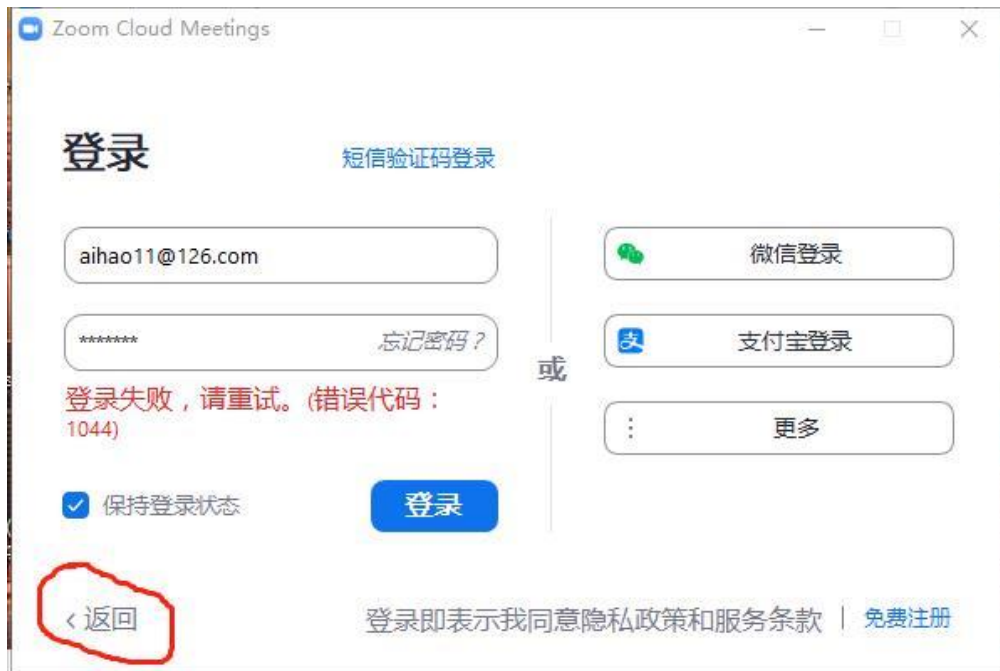 Zoom Cloud Meetings
登录
短信验证码登录
aihao11@126.com
*******
忘记密码？
登录失败，请重试。(错误代码：
1044)
保持登录状态
登录
或
微信登录
支付宝登录
更多
‹ 返回
登录即表示我同意隐私政策和服务条款 | 免费注册